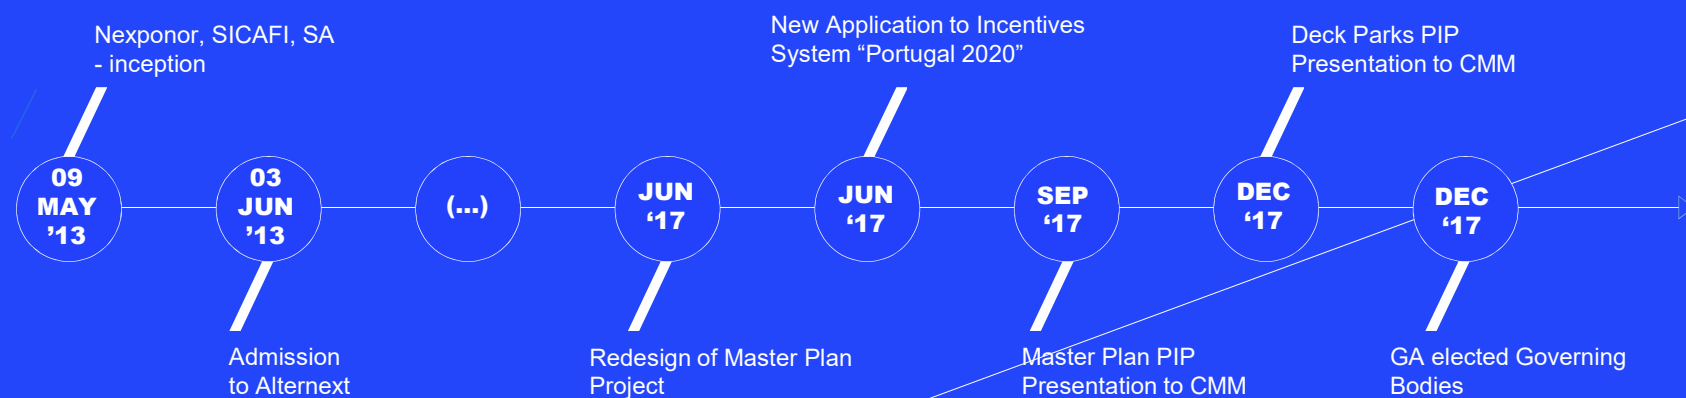 Nexponor, SICAFI, SA
- inception
New Application to Incentives
System “Portugal 2020”
Deck Parks PIP
Presentation to CMM
09
MAY
’13
03
JUN
’13
(...)
JUN
‘17
JUN
‘17
SEP
‘17
DEC
‘17
DEC
‘17
Admission
to Alternext
Redesign of Master Plan
Project
Master Plan PIP
Presentation to CMM
GA elected Governing
Bodies